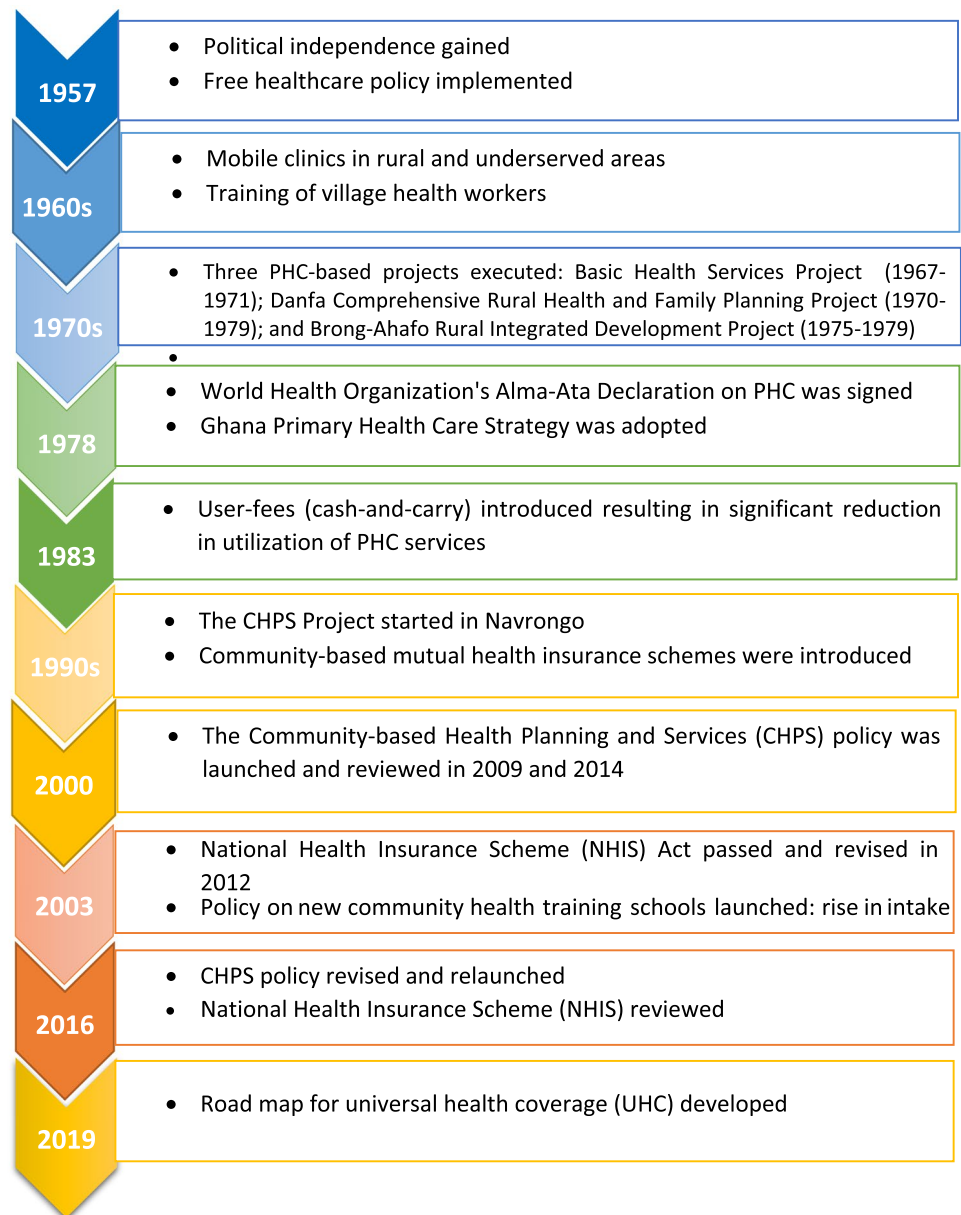 1957
• Political independence gained
• Free healthcare policy implemented
1960s
• Mobile clinics in rural and underserved areas
• Training of village health workers
1970s
• Three PHC-based projects executed: Basic Health Services Project (1967-
1971); Danfa Comprehensive Rural Health and Family Planning Project (1970-
1979); and Brong-Ahafo Rural Integrated Development Project (1975-1979)
•
1978
• World Health Organization's Alma-Ata Declaration on PHC was signed
• Ghana Primary Health Care Strategy was adopted
1983
• User-fees (cash-and-carry) introduced resulting in significant reduction
in utilization of PHC services
1990s
• The CHPS Project started in Navrongo
• Community-based mutual health insurance schemes were introduced
2000
• The Community-based Health Planning and Services (CHPS) policy was
launched and reviewed in 2009 and 2014
2003
• National Health Insurance Scheme (NHIS) Act passed and revised in
2012
• Policy on new community health training schools launched: rise in intake
2016
• CHPS policy revised and relaunched
• National Health Insurance Scheme (NHIS) reviewed
2019
• Road map for universal health coverage (UHC) developed